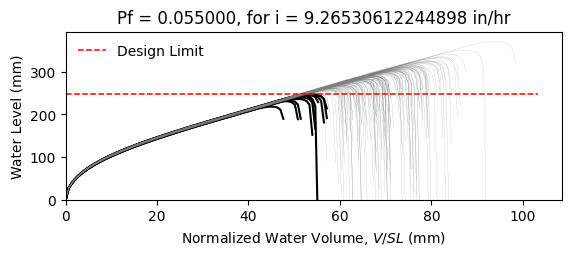 Pf = 0.055000, for i = 9.26530612244898 in/hr
Design Limit
Water Level (mm)
300
200
100
0
0 20 40 60 80 100
Normalized Water Volume, V/SL (mm)